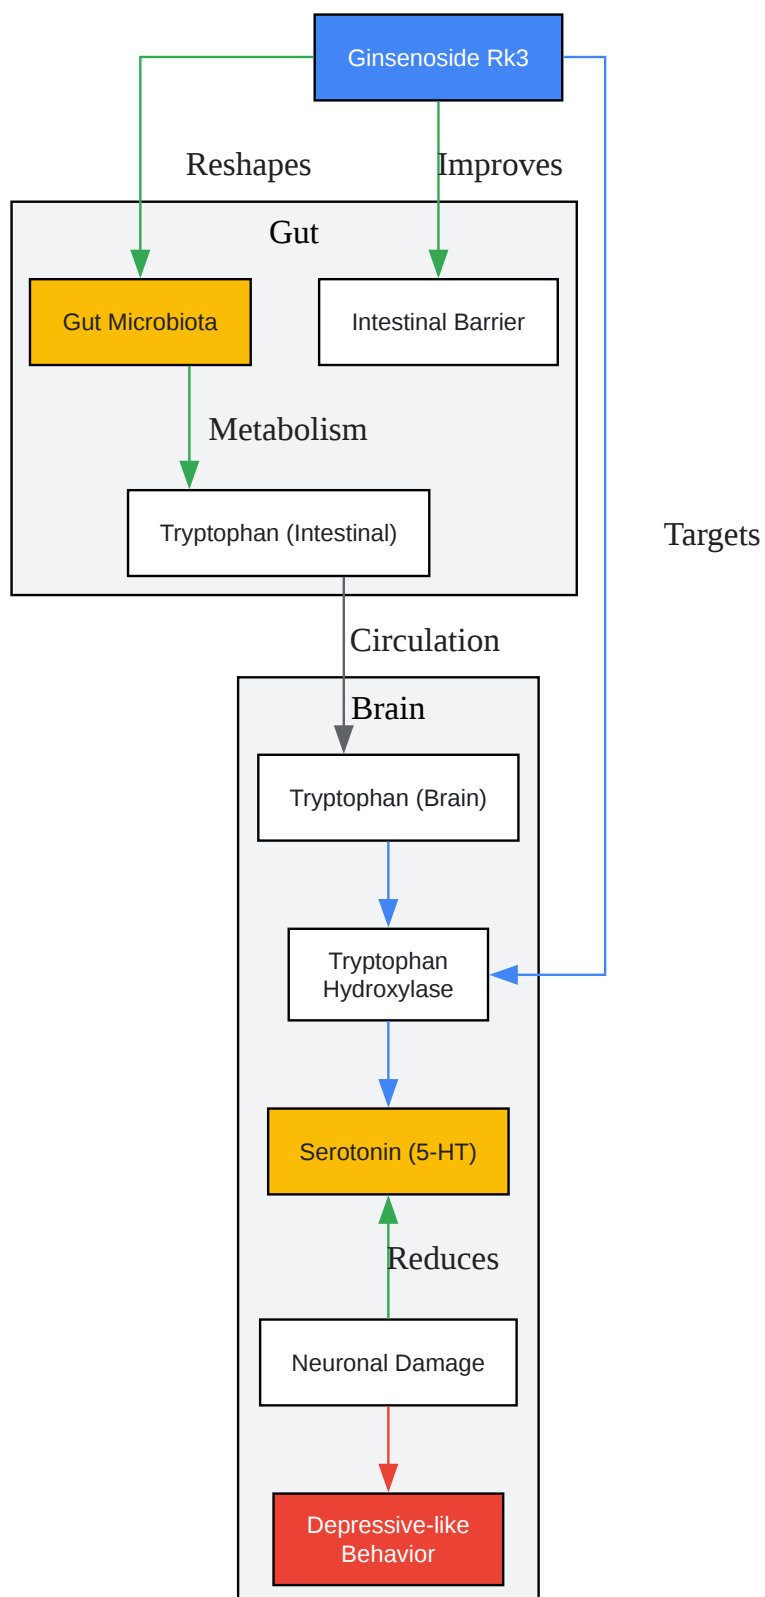 Ginsenoside Rk3
Reshapes
Improves
Gut
Gut Microbiota
Intestinal Barrier
Metabolism
Tryptophan (Intestinal)
Targets
Circulation
Brain
Tryptophan (Brain)
Tryptophan
Hydroxylase
Serotonin (5-HT)
Reduces
Neuronal Damage
Depressive-like
Behavior